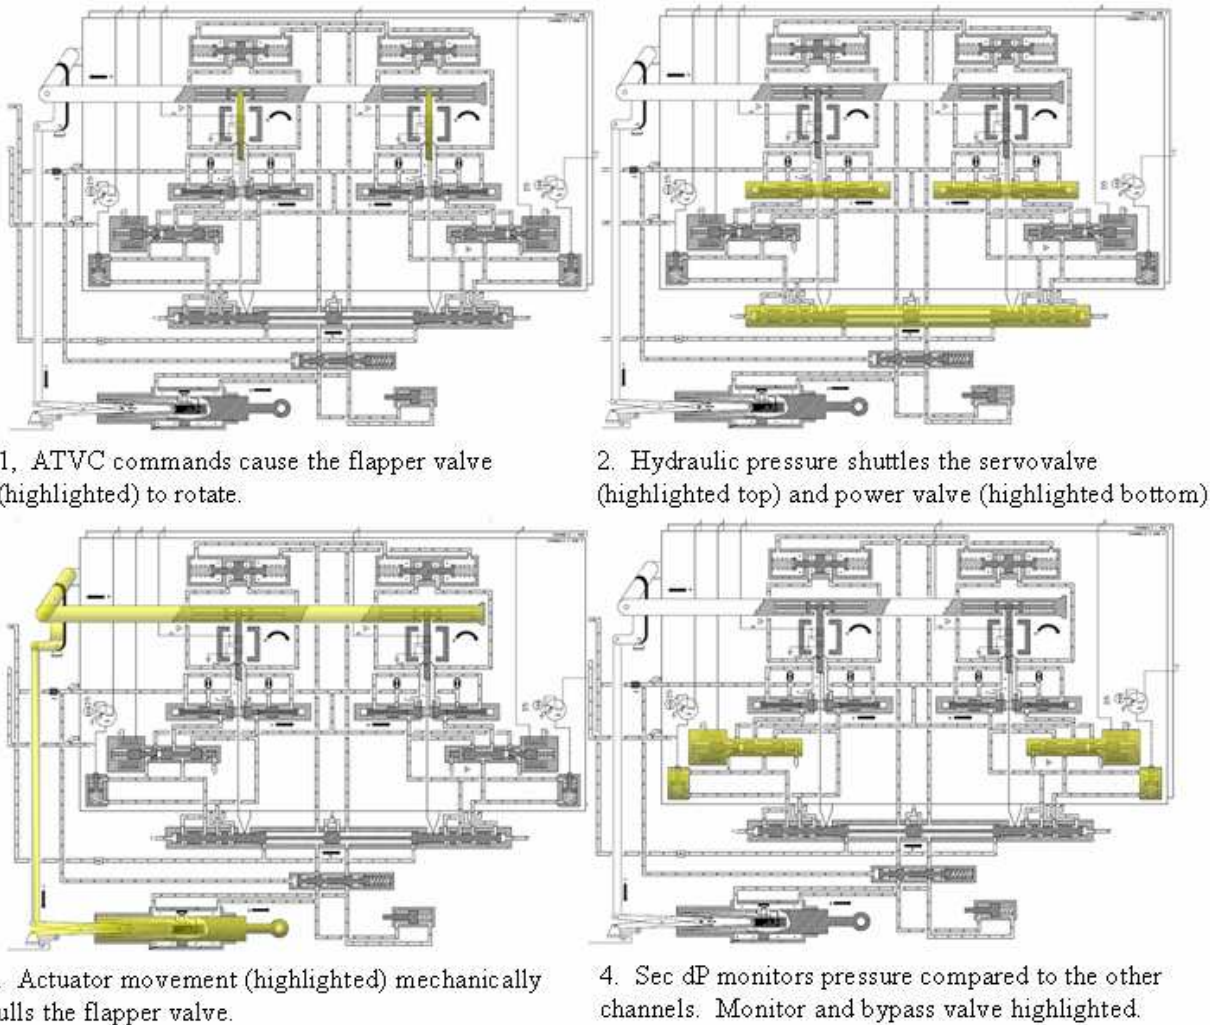 1, ATVC commands cause the flapper valve
(highlighted) to rotate.
2. Hydraulic pressure shuttles the servovalve
(highlighted top) and power valve (highlighted bottom)
. Actuator movement (highlighted) mechanically
ulls the flapper valve.
4. Sec dP monitors pressure compared to the other
channels. Monitor and bypass valve highlighted.